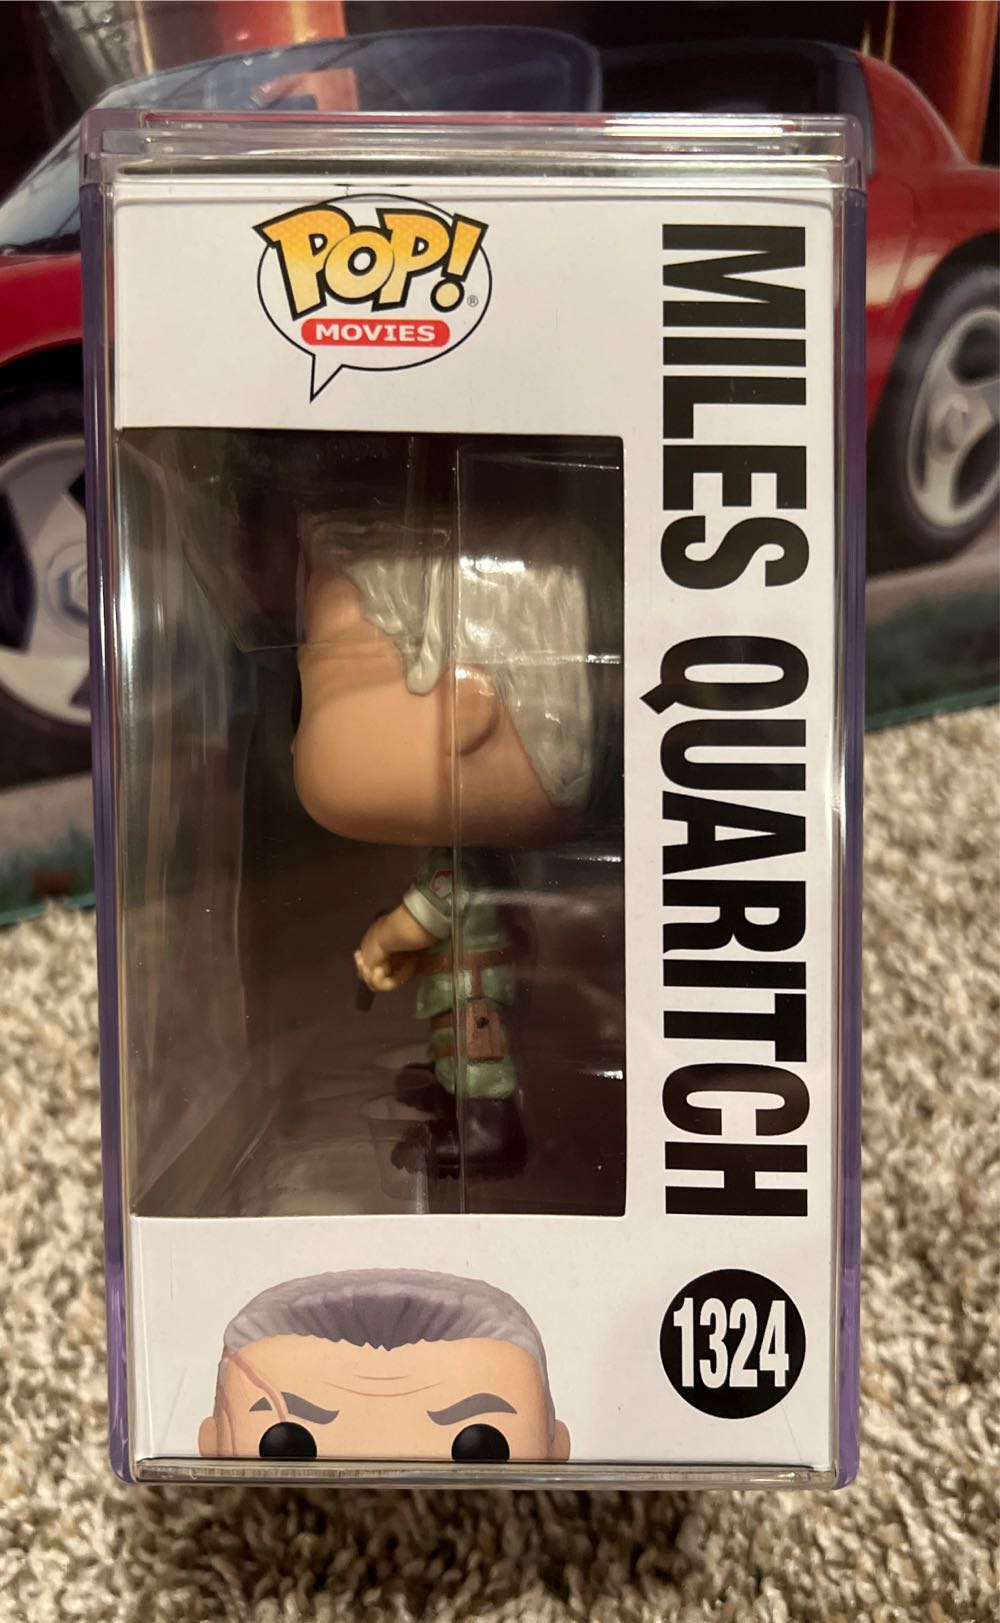 POP!®
MOVIES
MILES QUARITCH
1324